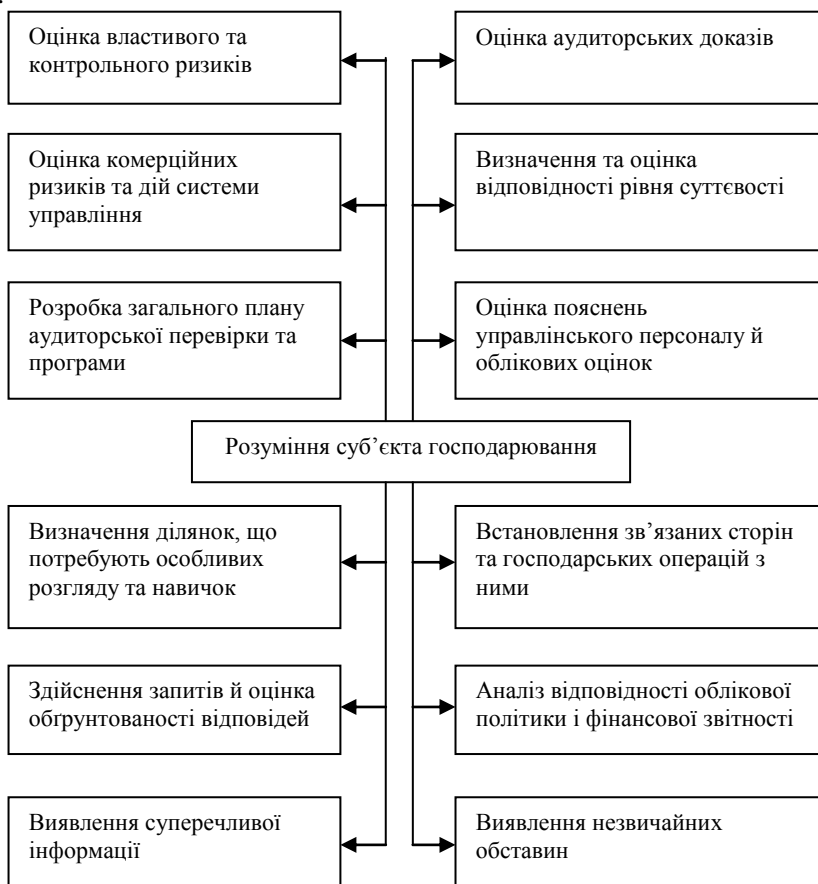 Оцінка властивого та
контрольного ризиків
Оцінка аудиторських доказів
Оцінка комерційних
ризиків та дій системи
управління
Визначення та оцінка
відповідності рівня суттєвості
Розробка загального плану
аудиторської перевірки та
програми
Оцінка пояснень
управлінського персоналу й
облікових оцінок
Розуміння суб’єкта господарювання
Визначення ділянок, що
потребують особливих
розгляду та навичок
Встановлення зв’язаних сторін
та господарських операцій з
ними
Здійснення запитів й оцінка
обґрунтованості відповідей
Аналіз відповідності облікової
політики і фінансової звітності
Виявлення суперечливої
інформації
Виявлення незвичайних
обставин